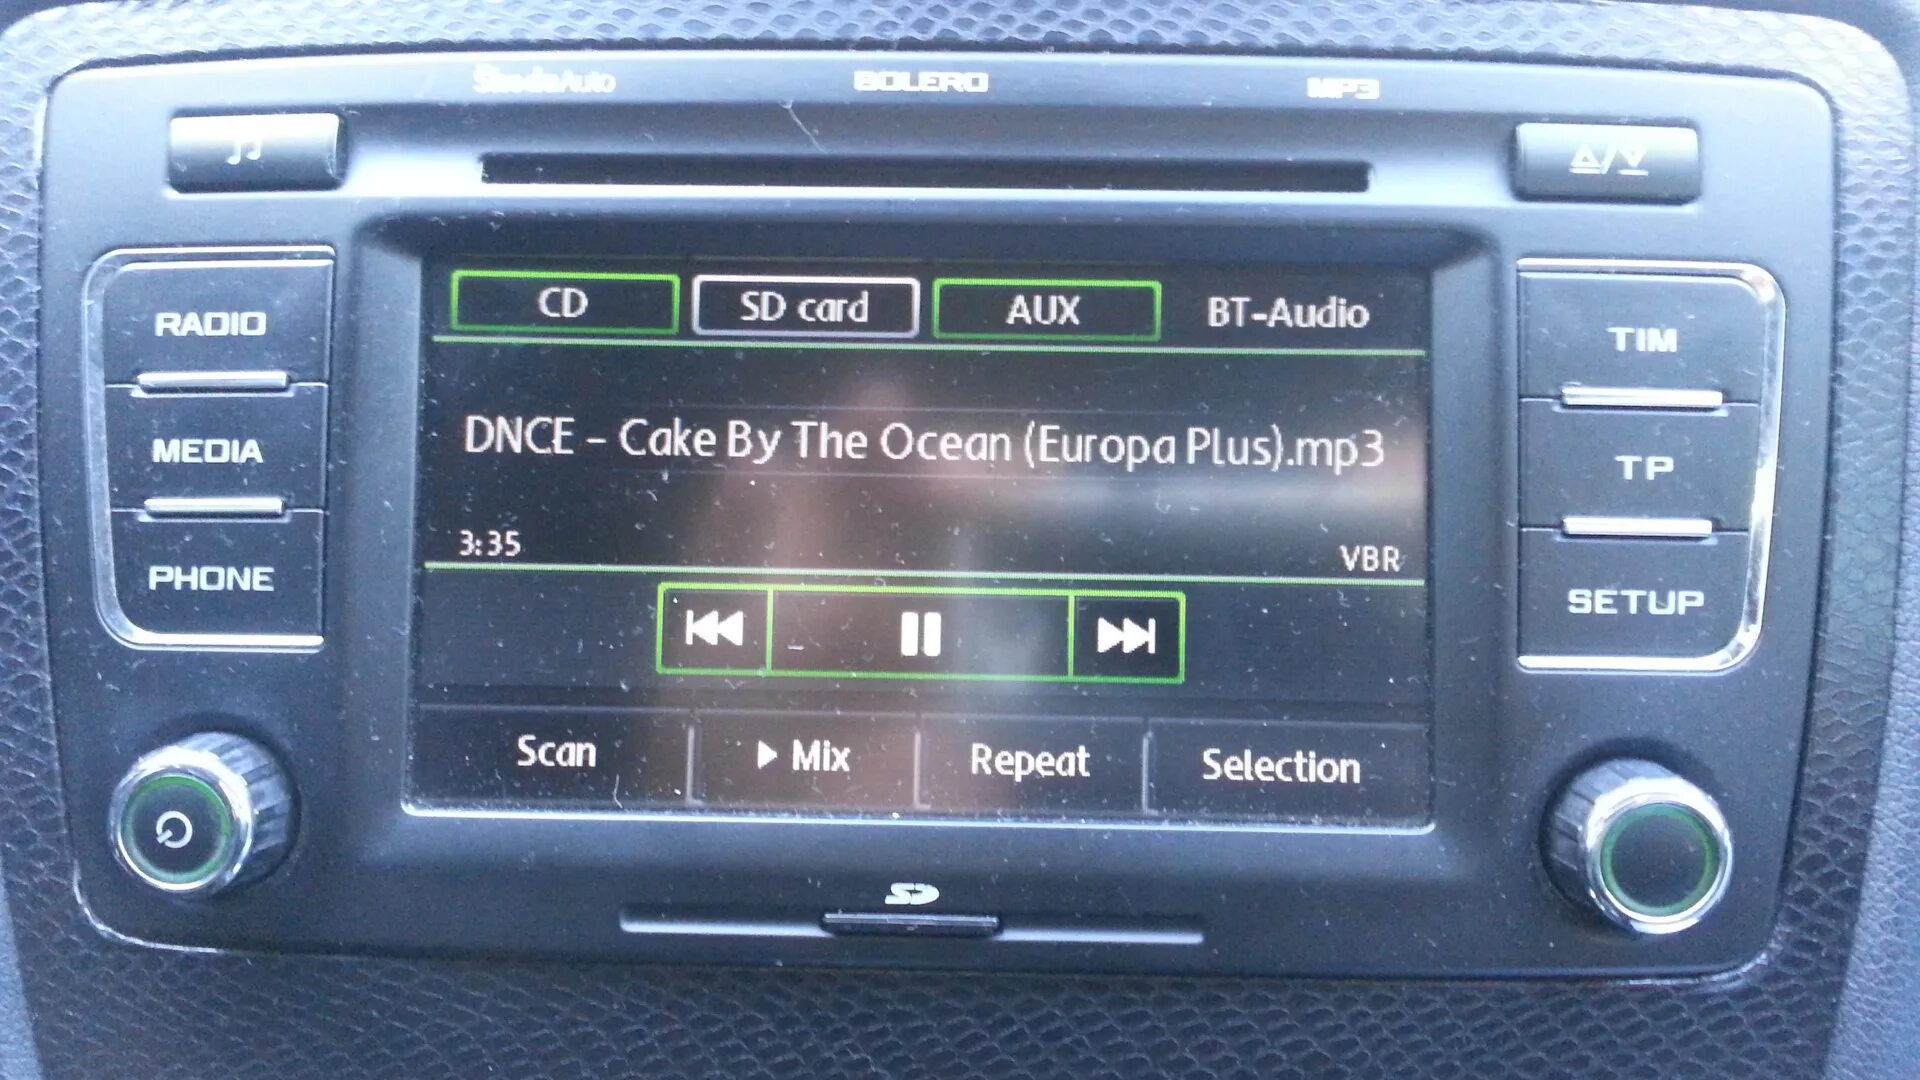 SkodaAuto BOLERO MP3
RADIO
MEDIA
PHONE
CD SD card AUX BT-Audio
DNCE - Cake By The Ocean (Europa Plus).mp3
3:35 VBR
Scan Mix Repeat Selection
TIM
TP
SETUP
SD